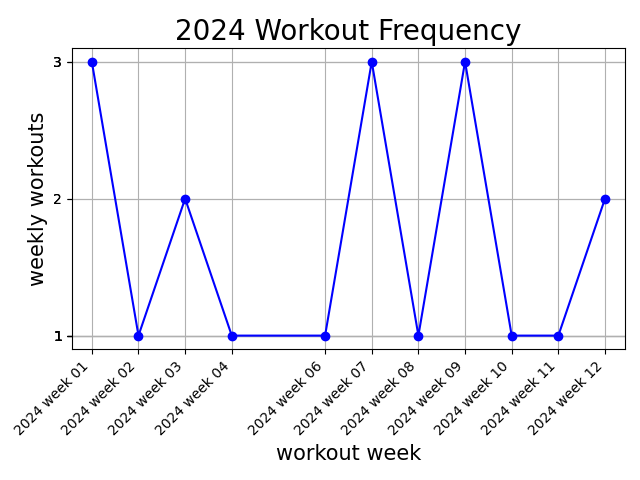 2024 Workout Frequency
weekly workouts
3
2
1
2024 week 01
2024 week 02
2024 week 03
2024 week 04
2024 week 06
2024 week 07
2024 week 08
2024 week 09
2024 week 10
2024 week 11
2024 week 12
workout week